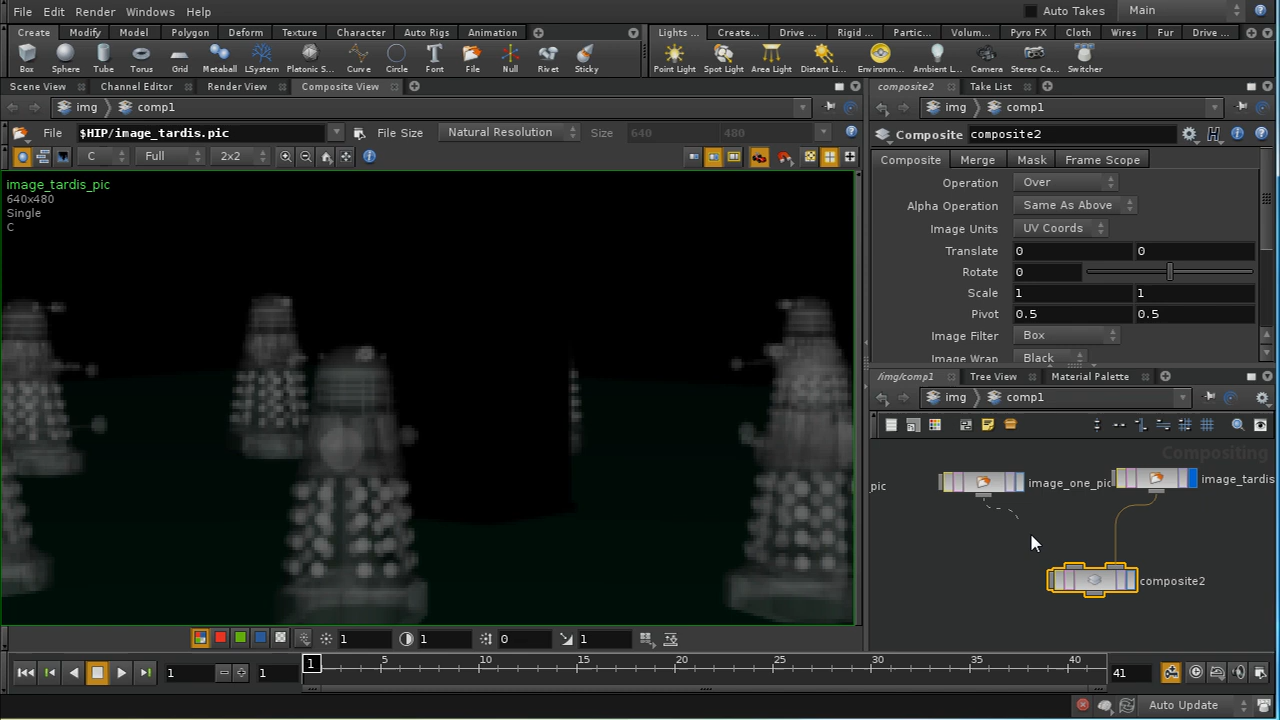 File Edit Render Windows Help Auto Takes Main
Create Modify Model Polygon Deform Texture Character Auto Rigs Animation Lights ... Create... Drive ... Rigid ... Partic... Volum... Pyro FX Cloth Wires Fur Drive ...
Box Sphere Tube Torus Grid Metaball LSystem Platonic S... Curve Circle Font File Null Rivet Sticky Point Light Spot Light Area Light Distant Li... Environm... Ambient L... Camera Stereo Ca... Switcher
Scene View Channel Editor Render View Composite View
img comp1
File $HIP/image_tardis.pic File Size Natural Resolution Size 640 480
C Full 2x2
image_tardis_pic
640x480
Single
C
1 1 0 1
composite2 Take List
img comp1
Composite composite2
Composite Merge Mask Frame Scope
Operation Over
Alpha Operation Same As Above
Image Units UV Coords
Translate 0 0
Rotate 0
Scale 1 1
Pivot 0.5 0.5
Image Filter Box
Image Wrap Black
/img/comp1 Tree View Material Palette
img comp1
Compositing
pic image_one_pic image_tardis
composite2
1 1 1 5 10 15 20 25 30 35 40 41
Auto Update